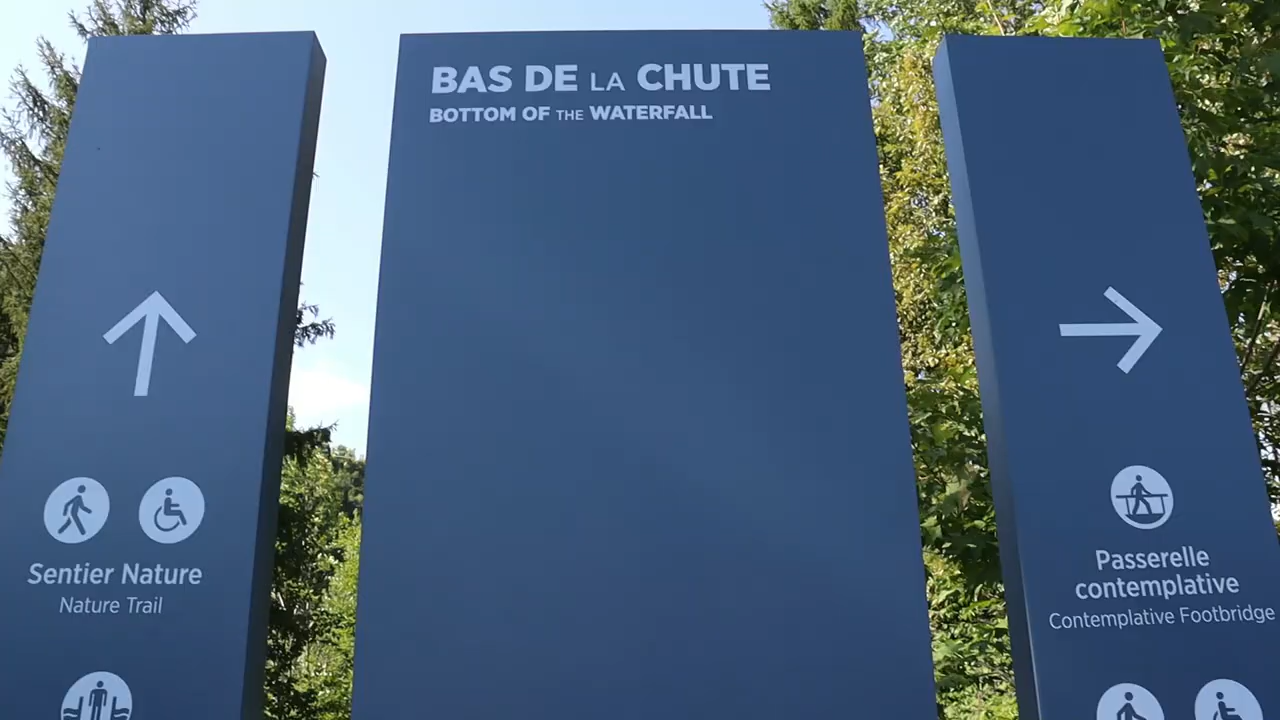 BAS DE LA CHUTE
BOTTOM OF THE WATERFALL
Sentier Nature
Nature Trail
Passerelle
contemplative
Contemplative Footbridge